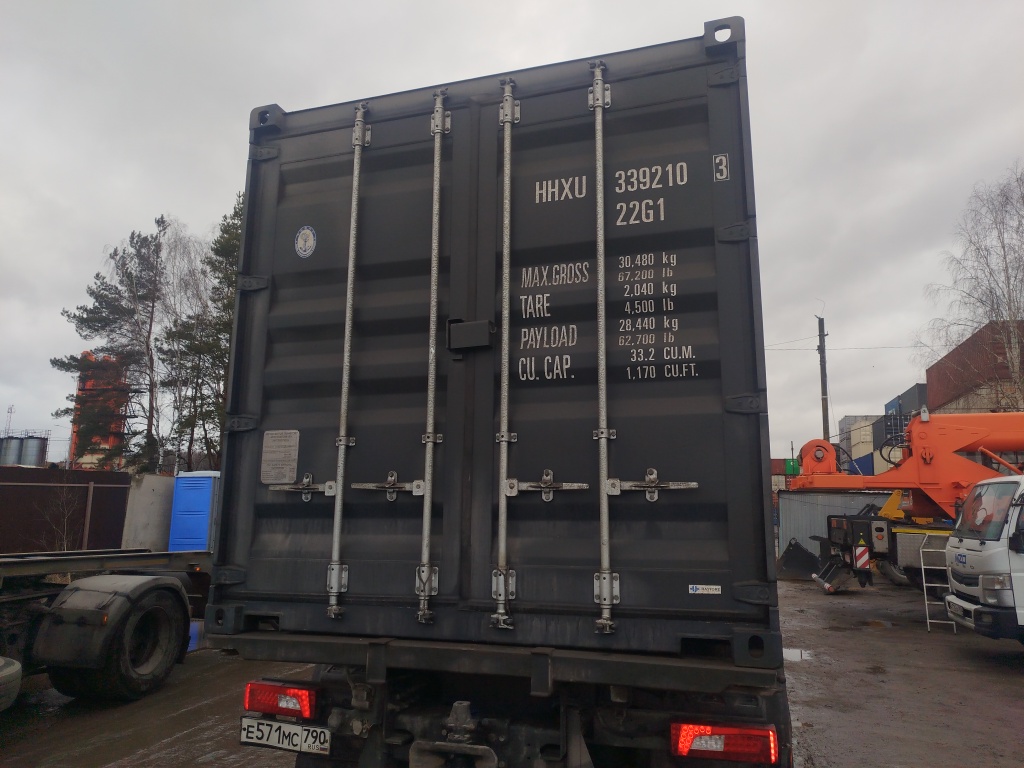 HHXU 339210 3
22G1
MAX.GROSS 30,480 kg
67,200 lb
TARE 2,040 kg
4,500 lb
PAYLOAD 28,440 kg
62,700 lb
CU. CAP. 33.2 CU.M.
1,170 CU.FT.
Е571МС 790
RUS